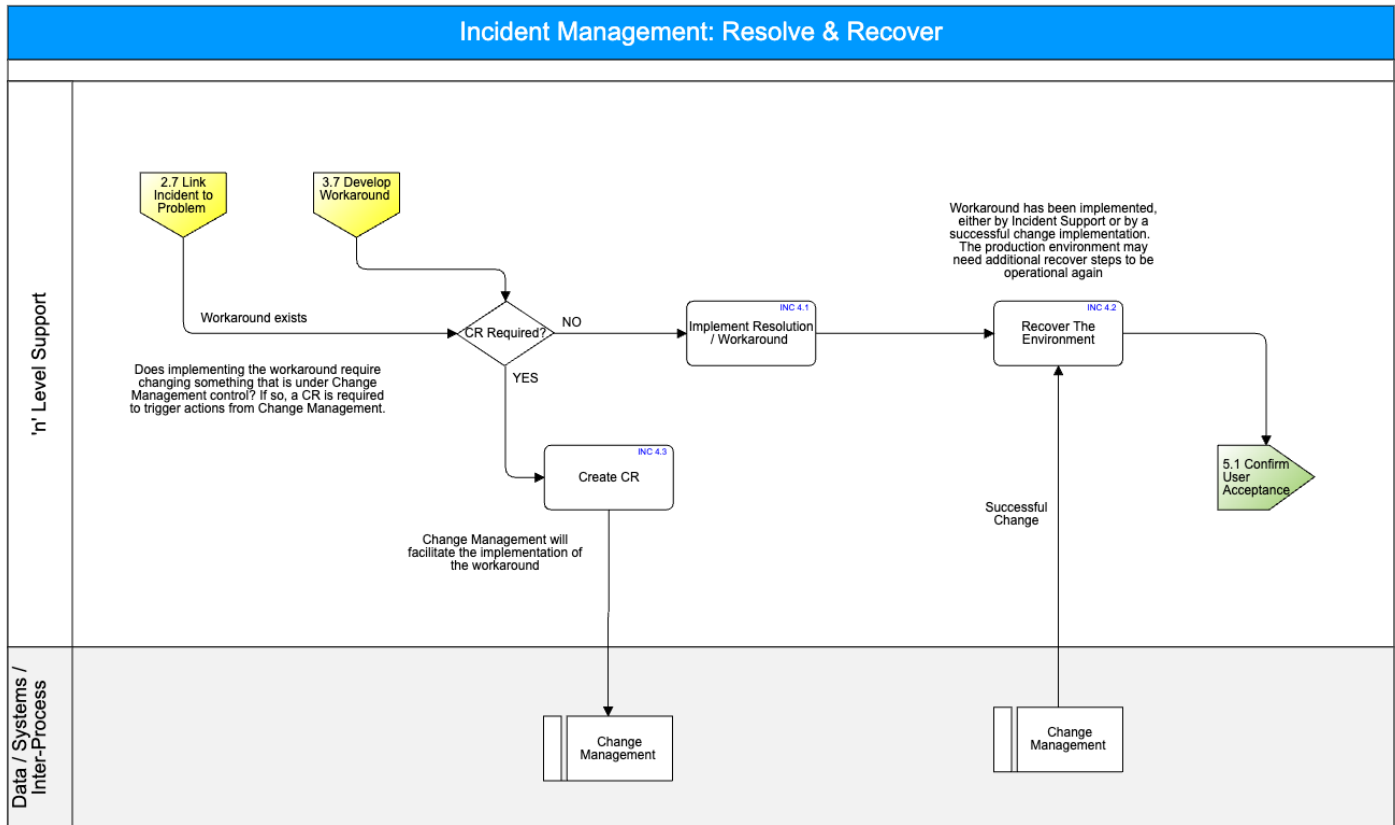 Incident Management: Resolve & Recover
'n' Level Support
2.7 Link
Incident to
Problem
3.7 Develop
Workaround
Workaround has been implemented,
either by Incident Support or by a
successful change implementation.
The production environment may
need additional recover steps to be
operational again
Workaround exists
CR Required?
NO
YES
INC 4.1
Implement Resolution
/ Workaround
INC 4.2
Recover The
Environment
Does implementing the workaround require
changing something that is under Change
Management control? If so, a CR is required
to trigger actions from Change Management.
INC 4.3
Create CR
5.1 Confirm
User
Acceptance
Successful
Change
Change Management will
facilitate the implementation of
the workaround
Data / Systems /
Inter-Process
Change
Management
Change
Management